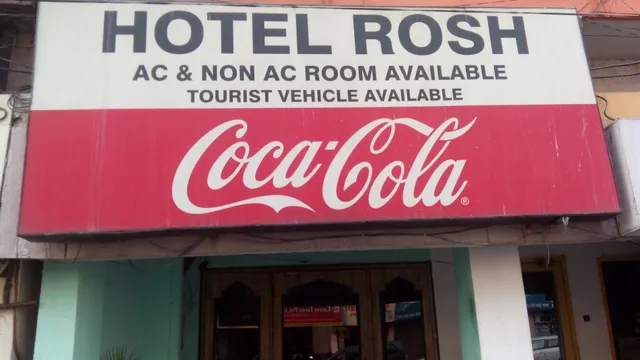 HOTEL ROSH
AC & NON AC ROOM AVAILABLE
TOURIST VEHICLE AVAILABLE
Coca-Cola®